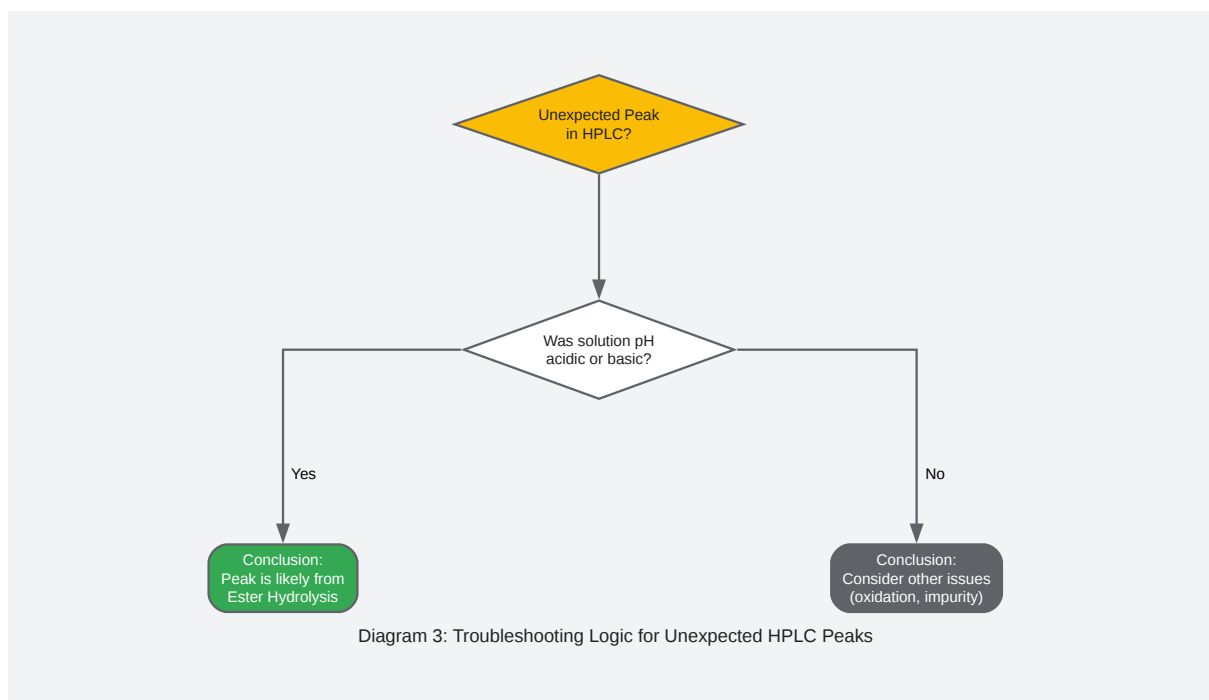 Unexpected Peak
in HPLC?
Was solution pH
acidic or basic?
Yes
No
Conclusion:
Peak is likely from
Ester Hydrolysis
Conclusion:
Consider other issues
(oxidation, impurity)
Diagram 3: Troubleshooting Logic for Unexpected HPLC Peaks